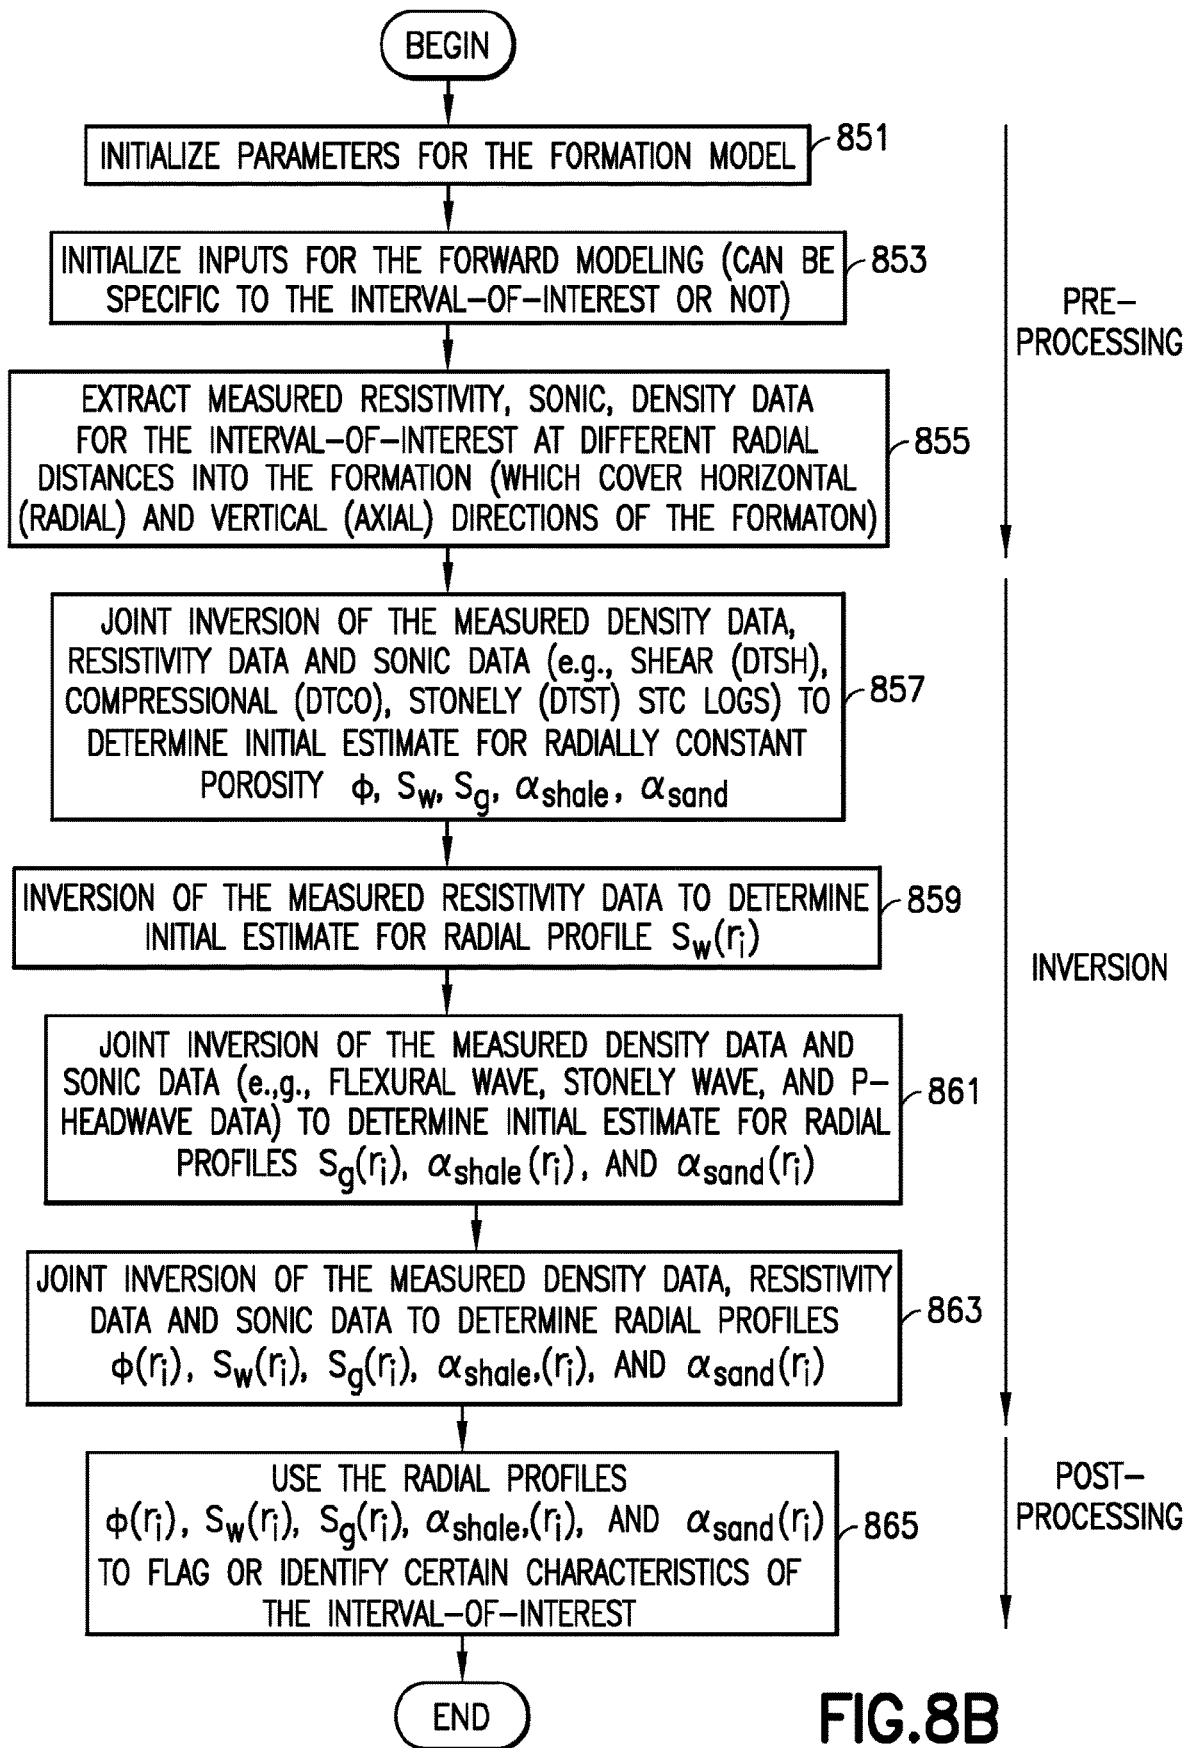 BEGIN
INITIALIZE PARAMETERS FOR THE FORMATION MODEL
851
INITIALIZE INPUTS FOR THE FORWARD MODELING (CAN BE
SPECIFIC TO THE INTERVAL-OF-INTEREST OR NOT)
853
EXTRACT MEASURED RESISTIVITY, SONIC, DENSITY DATA
FOR THE INTERVAL-OF-INTEREST AT DIFFERENT RADIAL
DISTANCES INTO THE FORMATION (WHICH COVER HORIZONTAL
(RADIAL) AND VERTICAL (AXIAL) DIRECTIONS OF THE FORMATON)
855
PRE-
PROCESSING
JOINT INVERSION OF THE MEASURED DENSITY DATA,
RESISTIVITY DATA AND SONIC DATA (e.g., SHEAR (DTSH),
COMPRESSIONAL (DTCO), STONELY (DTST) STC LOGS) TO
DETERMINE INITIAL ESTIMATE FOR RADIALLY CONSTANT
POROSITY ϕ, S_w, S_g, α_shale, α_sand
857
INVERSION OF THE MEASURED RESISTIVITY DATA TO DETERMINE
INITIAL ESTIMATE FOR RADIAL PROFILE S_w(r_i)
859
JOINT INVERSION OF THE MEASURED DENSITY DATA AND
SONIC DATA (e.,g., FLEXURAL WAVE, STONELY WAVE, AND P-
HEADWAVE DATA) TO DETERMINE INITIAL ESTIMATE FOR RADIAL
PROFILES S_g(r_i), α_shale(r_i), AND α_sand(r_i)
861
JOINT INVERSION OF THE MEASURED DENSITY DATA, RESISTIVITY
DATA AND SONIC DATA TO DETERMINE RADIAL PROFILES
ϕ(r_i), S_w(r_i), S_g(r_i), α_shale,(r_i), AND α_sand(r_i)
863
INVERSION
USE THE RADIAL PROFILES
ϕ(r_i), S_w(r_i), S_g(r_i), α_shale,(r_i), AND α_sand(r_i)
TO FLAG OR IDENTIFY CERTAIN CHARACTERISTICS OF
THE INTERVAL-OF-INTEREST
865
POST-
PROCESSING
END
FIG.8B